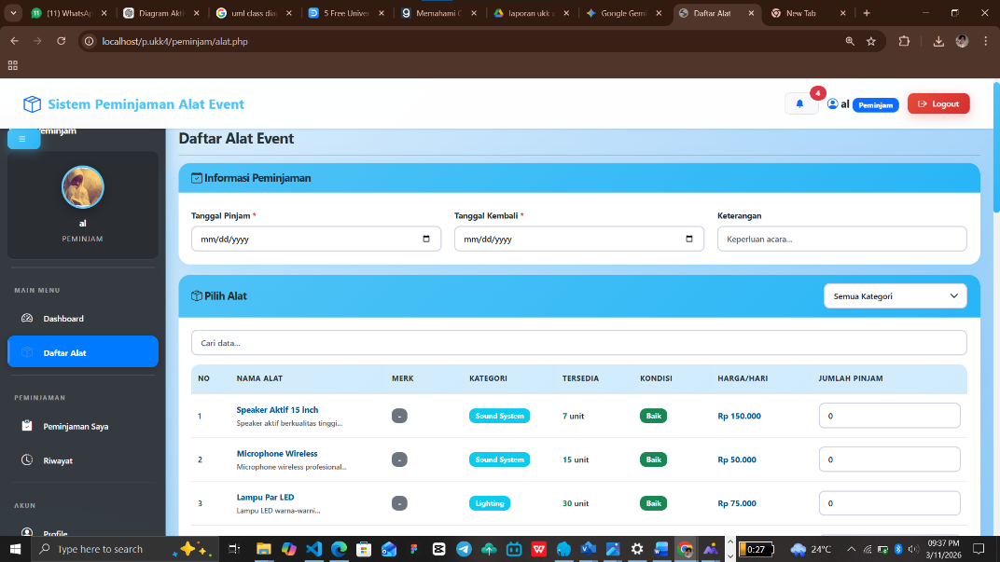 (11) WhatsAp
Diagram Akti
uml class dia
5 Free Univer
Memahami C
laporan ukk
Google Gemi
Daftar Alat
New Tab
localhost/p.ukk4/peminjam/alat.php
Sistem Peminjaman Alat Event
4
al
Peminjam
Logout
eminjam
al
PEMINJAM
MAIN MENU
Dashboard
Daftar Alat
PEMINJAMAN
Peminjaman Saya
Riwayat
AKUN
Profile
Daftar Alat Event
Informasi Peminjaman
Tanggal Pinjam *
Tanggal Kembali *
Keterangan
mm/dd/yyyy
mm/dd/yyyy
Keperluan acara...
Pilih Alat
Semua Kategori
Cari data...
NO NAMA ALAT MERK KATEGORI TERSEDIA KONDISI HARGA/HARI JUMLAH PINJAM
1 Speaker Aktif 15 inch - Sound System 7 unit Baik Rp 150.000 0
Speaker aktif berkualitas tinggi...
2 Microphone Wireless - Sound System 15 unit Baik Rp 50.000 0
Microphone wireless profesional...
3 Lampu Par LED - Lighting 30 unit Baik Rp 75.000 0
Lampu LED warna-warni...
Type here to search
0:27
24°C
09:37 PM
3/11/2026